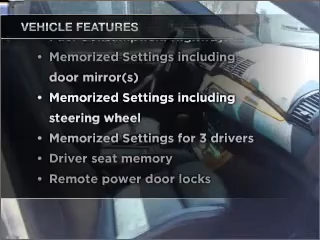 VEHICLE FEATURES
• Memorized Settings including
door mirror(s)
• Memorized Settings including
steering wheel
• Memorized Settings for 3 drivers
• Driver seat memory
• Remote power door locks